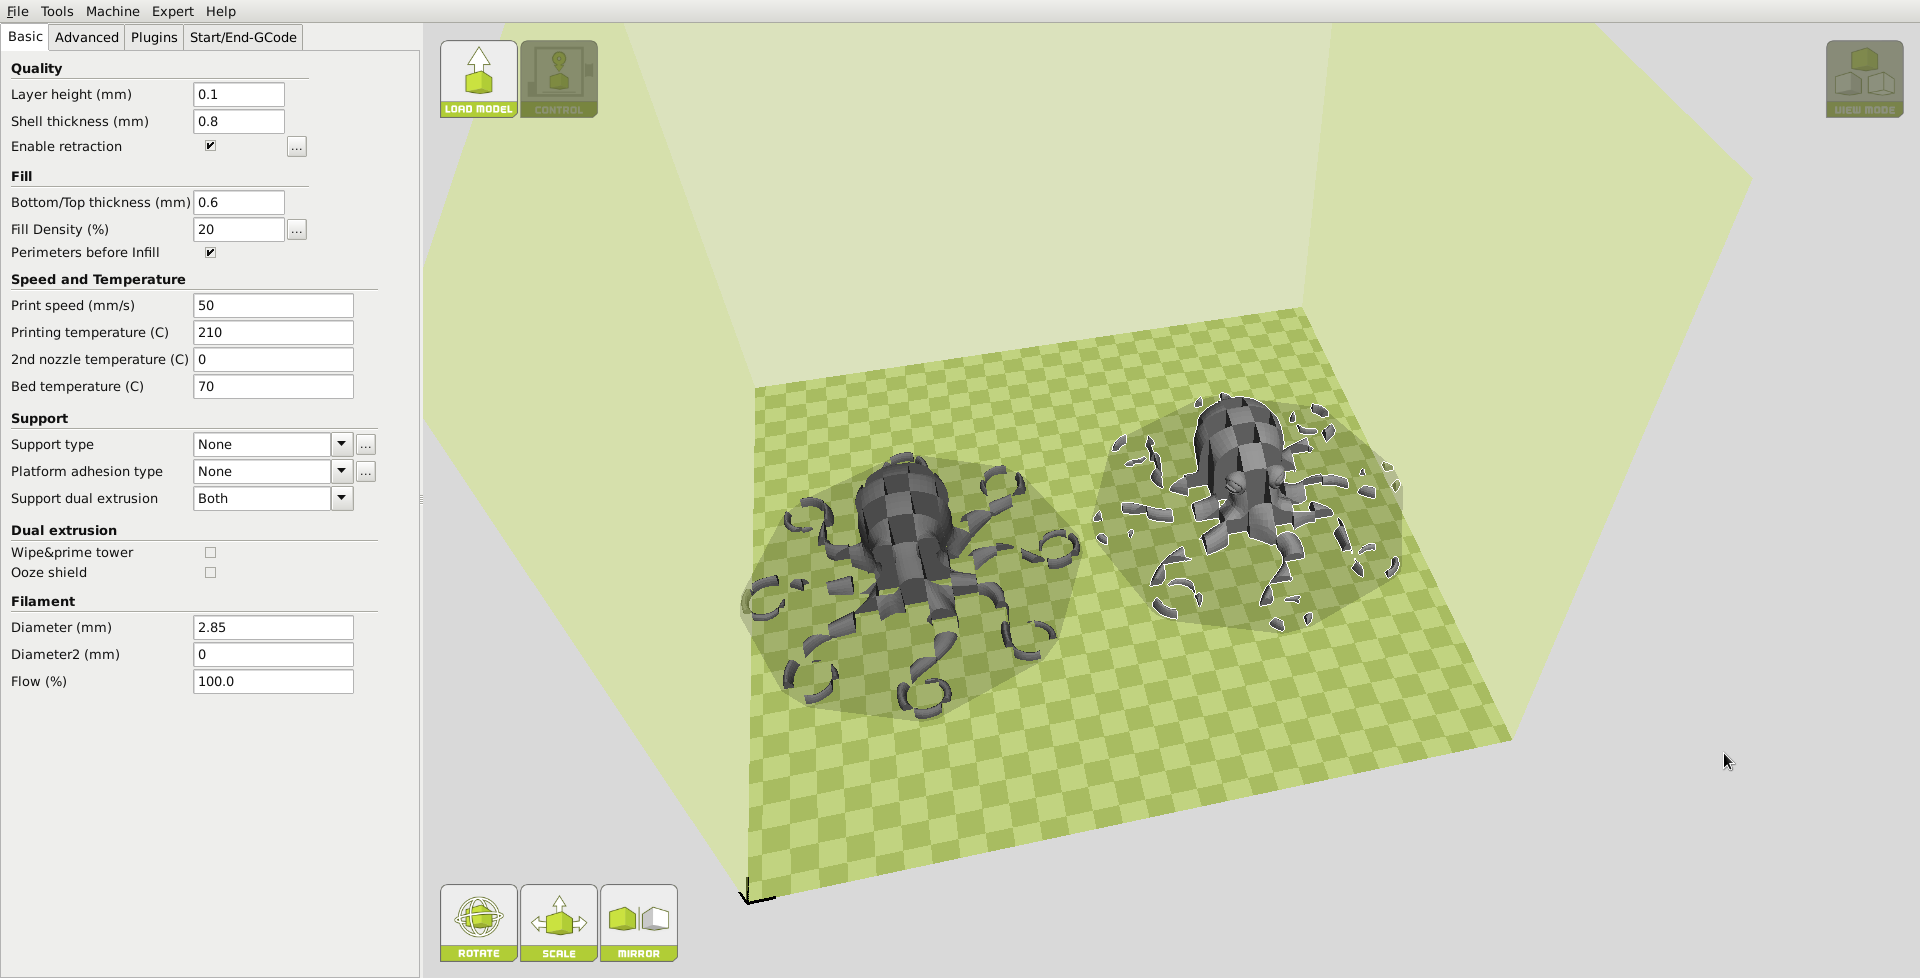 File Tools Machine Expert Help
Basic Advanced Plugins Start/End-GCode
Quality
Layer height (mm) 0.1
Shell thickness (mm) 0.8
Enable retraction ...
Fill
Bottom/Top thickness (mm) 0.6
Fill Density (%) 20 ...
Perimeters before Infill
Speed and Temperature
Print speed (mm/s) 50
Printing temperature (C) 210
2nd nozzle temperature (C) 0
Bed temperature (C) 70
Support
Support type None ...
Platform adhesion type None ...
Support dual extrusion Both
Dual extrusion
Wipe&prime tower
Ooze shield
Filament
Diameter (mm) 2.85
Diameter2 (mm) 0
Flow (%) 100.0
LOAD MODEL
CONTROL
VIEW MODE
ROTATE
SCALE
MIRROR